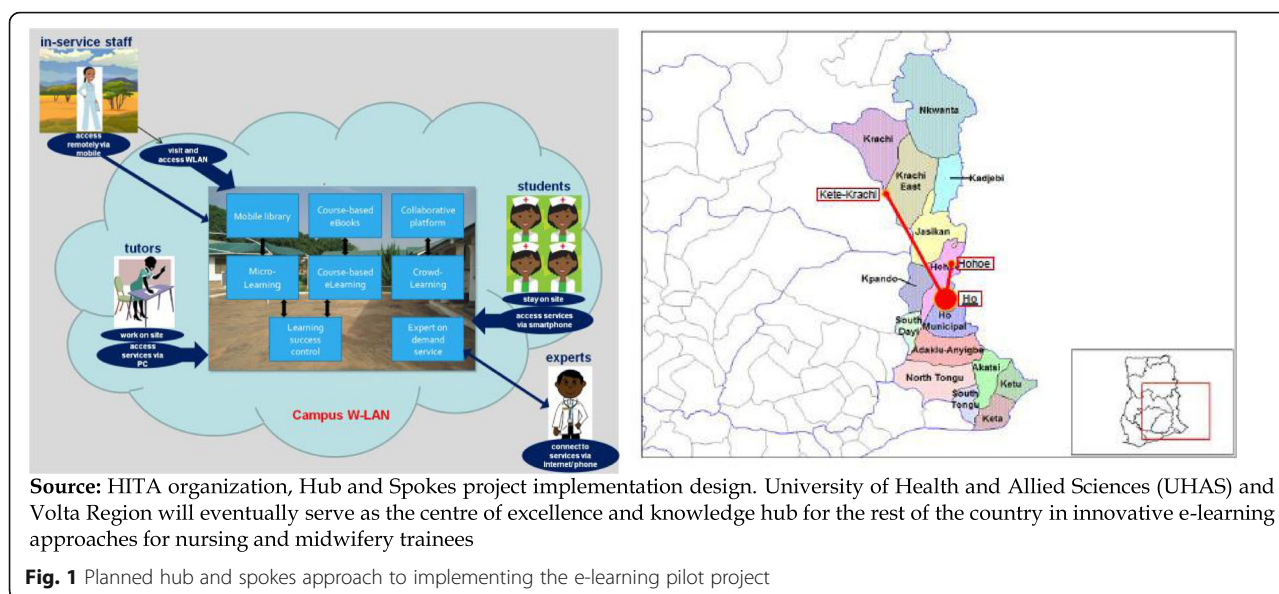 in-service staff
access
remotely via
mobile
visit and
access WLAN
students
stay on site
access services
via smartphone
tutors
work on site
access
services via
PC
Mobile library
Course-based
eBooks
Collaborative
platform
Micro-
Learning
Course-based
eLearning
Crowd-
Learning
Learning
success
control
Expert on
demand
service
experts
connect to
services via
Internet/phone
Campus W-LAN
Nkwanta
Krachi
Krachi
East
Kadjebi
Kete-Krachi
Jasikan
Hohoe
Kpando
Ho
Ho
Municipal
South
Dayi
Adaklu-Anyigbe
North Tongu
Akatsi
Ketu
South
Tongu
Keta
Source: HITA organization, Hub and Spokes project implementation design. University of Health and Allied Sciences (UHAS) and
Volta Region will eventually serve as the centre of excellence and knowledge hub for the rest of the country in innovative e-learning
approaches for nursing and midwifery trainees
Fig. 1 Planned hub and spokes approach to implementing the e-learning pilot project